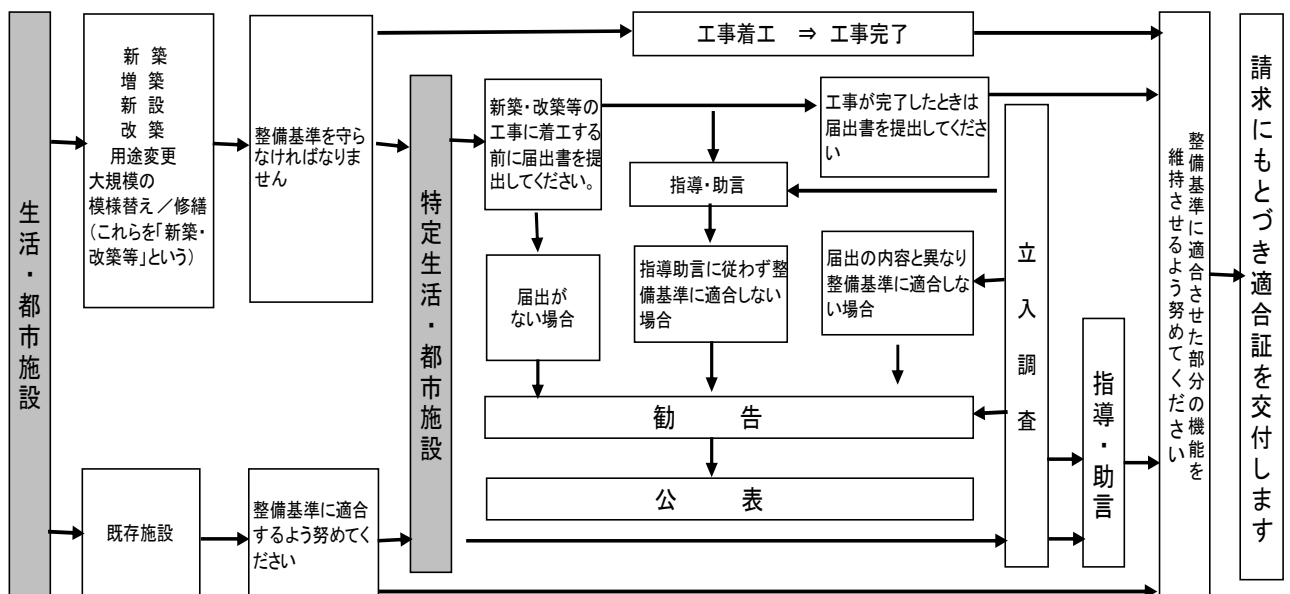 生活・都市施設
新 築
増 築
新 設
改 築
用途変更
大規模の
模様替え／修繕
(これらを「新築・
改築等」という)
整備基準を守ら
なければなりま
せん
既存施設
整備基準に適合
するよう努めてく
ださい
特定生活・都市施設
工事着工 ⇒ 工事完了
新築・改築等の
工事に着工する
前に届出書を提
出してください。
工事が完了したときは
届出書を提出してくださ
い
指導・助言
届出が
ない場合
指導助言に従わず整
備基準に適合しない
場合
届出の内容と異なり
整備基準に適合しな
い場合
勧 告
公 表
立入調査
指導・助言
整備基準に適合させた部分の機能を
維持させるよう努めてください
請求にもとづき適合証を交付します